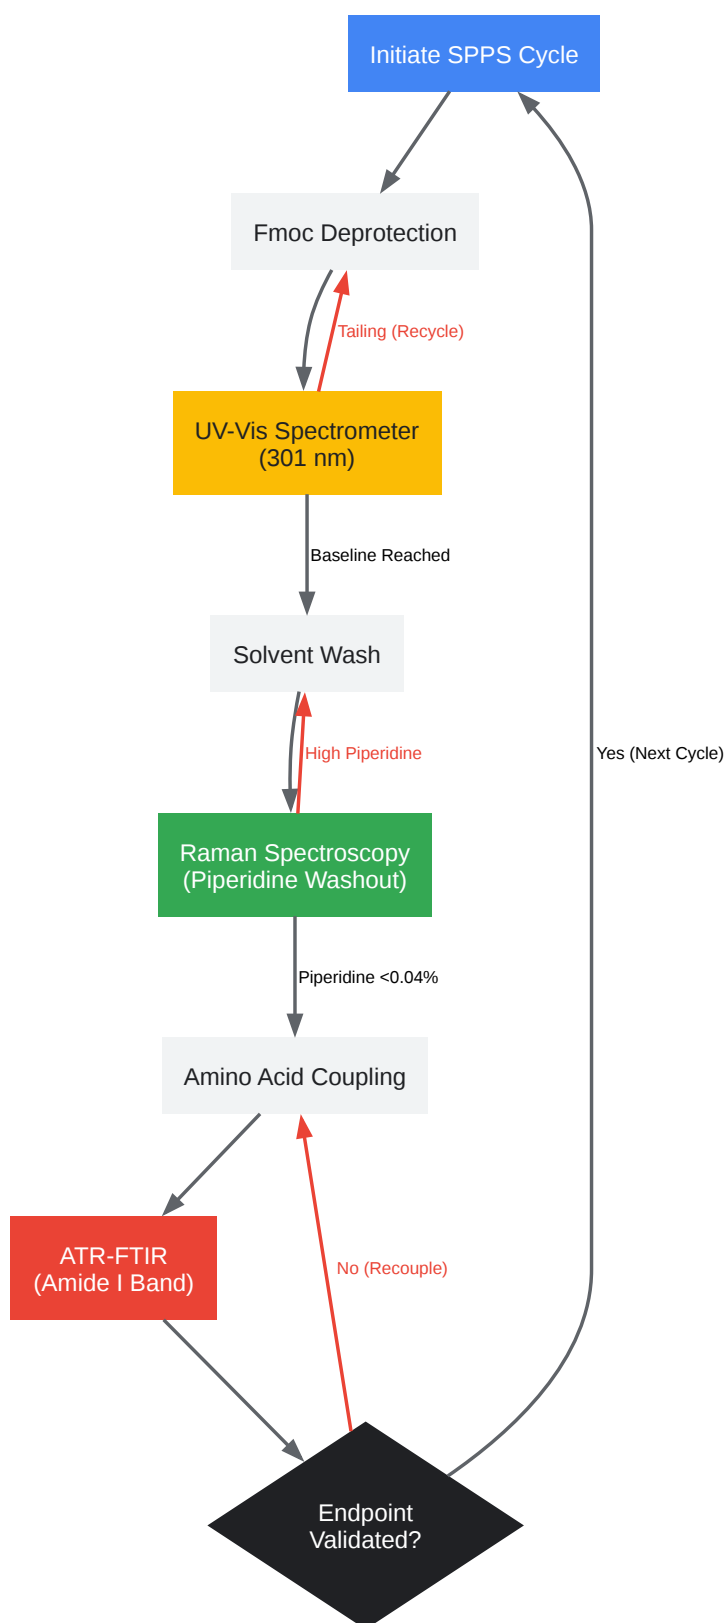 Initiate SPPS Cycle
Fmoc Deprotection
Tailing (Recycle)
UV-Vis Spectrometer
(301 nm)
Baseline Reached
Solvent Wash
High Piperidine
Yes (Next Cycle)
Raman Spectroscopy
(Piperidine Washout)
Piperidine <0.04%
Amino Acid Coupling
ATR-FTIR
(Amide I Band)
No (Recouple)
Endpoint
Validated?